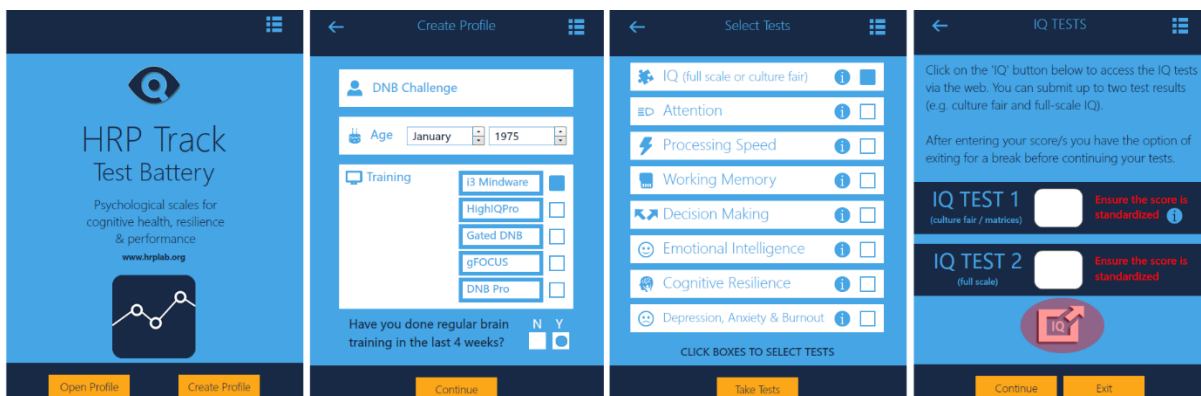 HRP Track
Test Battery
Psychological scales for
cognitive health, resilience
& performance
www.hrplab.org
Open Profile
Create Profile
Create Profile
DNB Challenge
Age
January
1975
Training
i3 Mindware
HighIQPro
Gated DNB
gFOCUS
DNB Pro
Have you done regular brain
training in the last 4 weeks?
N Y
Continue
Select Tests
IQ (full scale or culture fair)
Attention
Processing Speed
Working Memory
Decision Making
Emotional Intelligence
Cognitive Resilience
Depression, Anxiety & Burnout
CLICK BOXES TO SELECT TESTS
Take Tests
IQ TESTS
Click on the 'IQ' button below to access the IQ tests
via the web. You can submit up to two test results
(e.g. culture fair and full-scale IQ).
After entering your score/s you have the option of
exiting for a break before continuing your tests.
IQ TEST 1
(culture fair / matrices)
Ensure the score is
standardized
IQ TEST 2
(full scale)
Ensure the score is
standardized
IQ
Continue
Exit